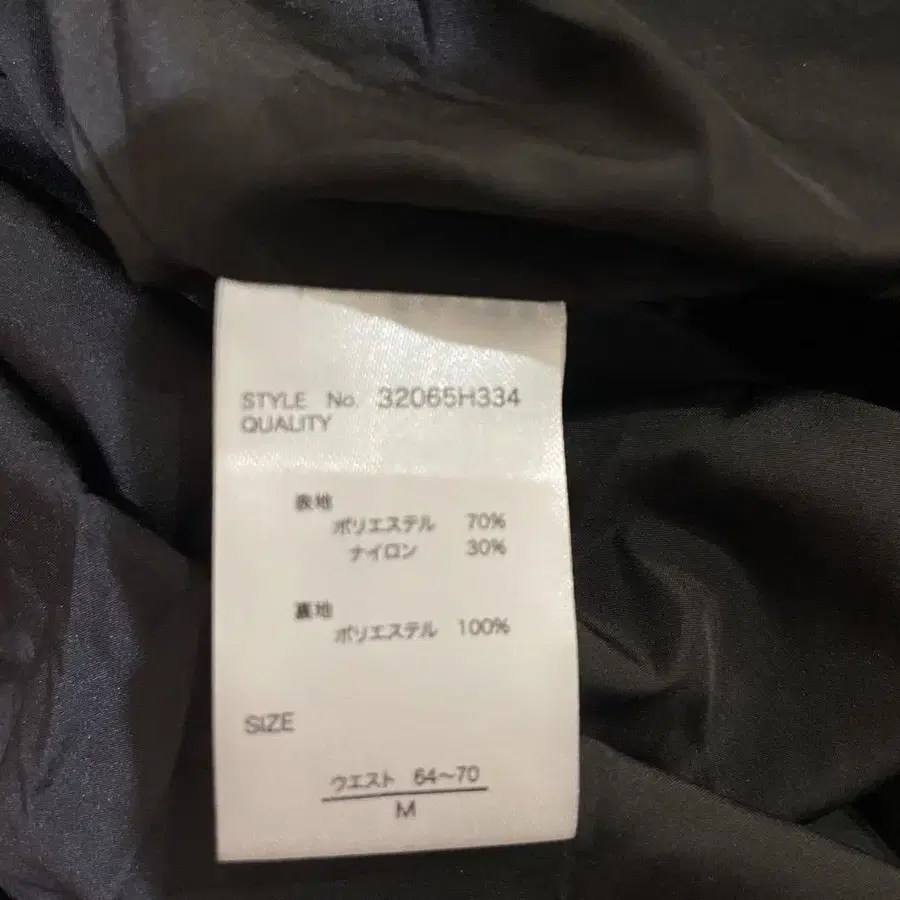 STYLE No. 32065H334
QUALITY
表地
ポリエステル 70%
ナイロン 30%
裏地
ポリエステル 100%
SIZE
ウエスト 64~70
M